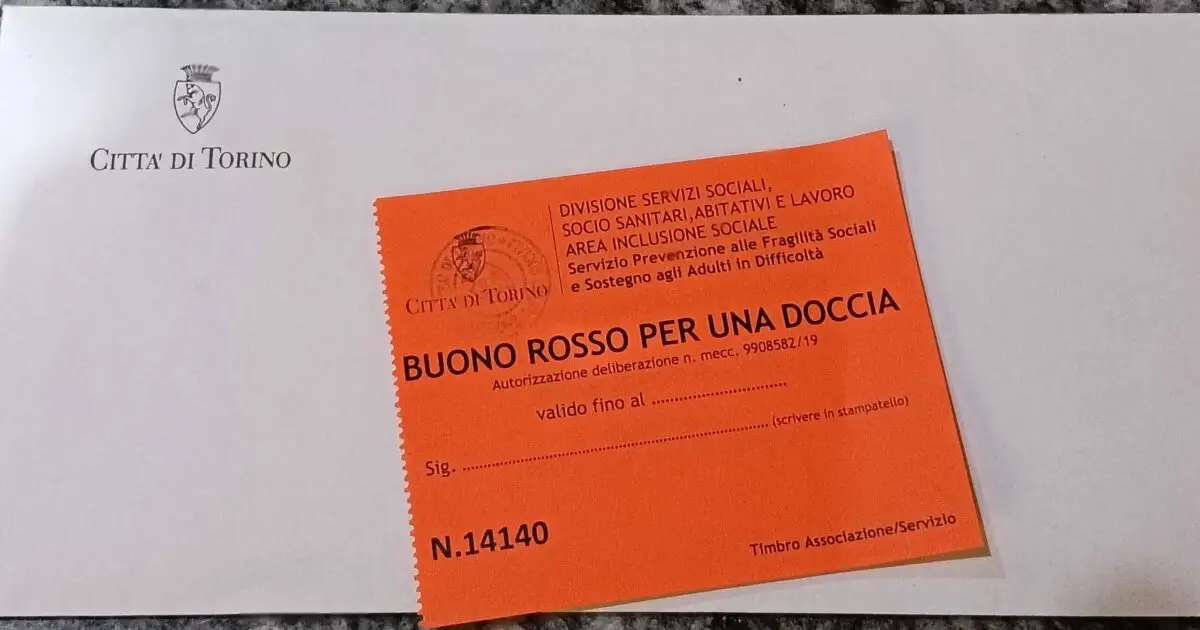 CITTA' DI TORINO
DIVISIONE SERVIZI SOCIALI,
SOCIO SANITARI, ABITATIVI E LAVORO
AREA INCLUSIONE SOCIALE
Servizio Prevenzione alle Fragilità Sociali
e Sostegno agli Adulti in Difficoltà
CITTA' DI TORINO
BUONO ROSSO PER UNA DOCCIA
Autorizzazione deliberazione n. mecc. 9908582/19
valido fino al ............................
Sig. ................................................................ (scrivere in stampatello)
N.14140
Timbro Associazione/Servizio